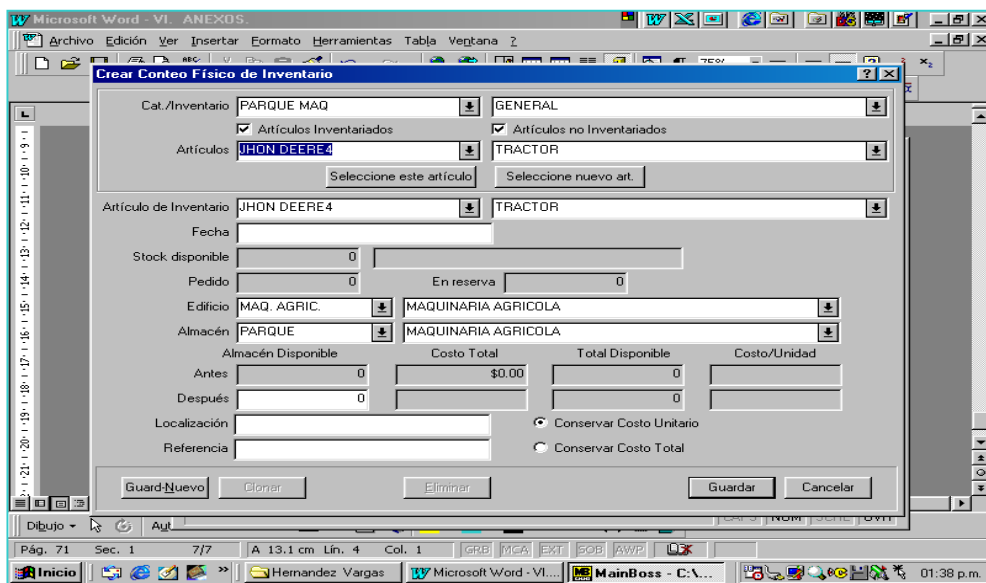 Microsoft Word - VI. ANEXOS.
Archivo Edición Ver Insertar Formato Herramientas Tabla Ventana ?
75%
Crear Conteo Físico de Inventario
Cat./Inventario PARQUE MAQ GENERAL
Artículos Inventariados Artículos no Inventariados
Artículos JHON DEERE4 TRACTOR
Seleccione este artículo Seleccione nuevo art.
Artículo de Inventario JHON DEERE4 TRACTOR
Fecha
Stock disponible 0
Pedido 0 En reserva 0
Edificio MAQ. AGRIC. MAQUINARIA AGRICOLA
Almacén PARQUE MAQUINARIA AGRICOLA
Almacén Disponible Costo Total Total Disponible Costo/Unidad
Antes 0 $0.00 0
Después 0 0
Localización Conservar Costo Unitario
Referencia Conservar Costo Total
Guard-Nuevo Clonar Eliminar Guardar Cancelar
Dibujo Aut
Pág. 71 Sec. 1 7/7 A 13.1 cm Lín. 4 Col. 1 GRB MCA EXT SOB AWP
Inicio » Hernandez Vargas Microsoft Word - VI.... MainBoss - C:\... 01:38 p.m.